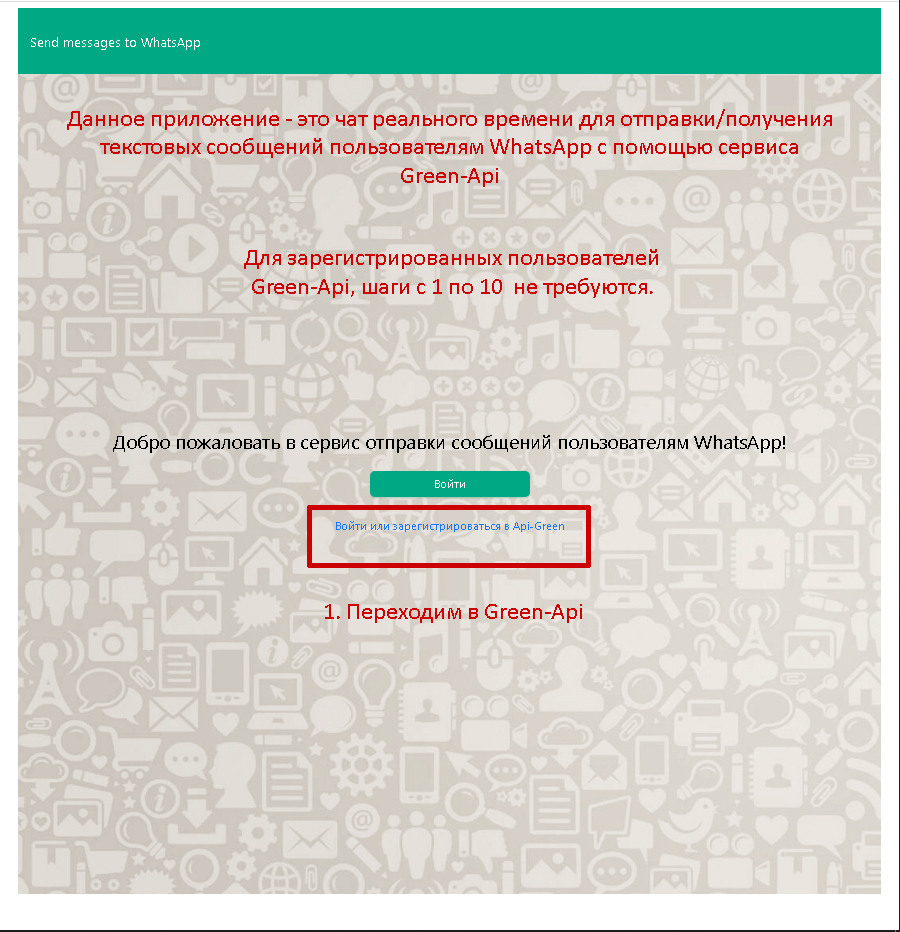 Send messages to WhatsApp
Данное приложение - это чат реального времени для отправки/получения
текстовых сообщений пользователям WhatsApp с помощью сервиса
Green-Api
Для зарегистрированных пользователей
Green-Api, шаги с 1 по 10 не требуются.
Добро пожаловать в сервис отправки сообщений пользователям WhatsApp!
Войти
Войти или зарегистрироваться в Api-Green
1. Переходим в Green-Api